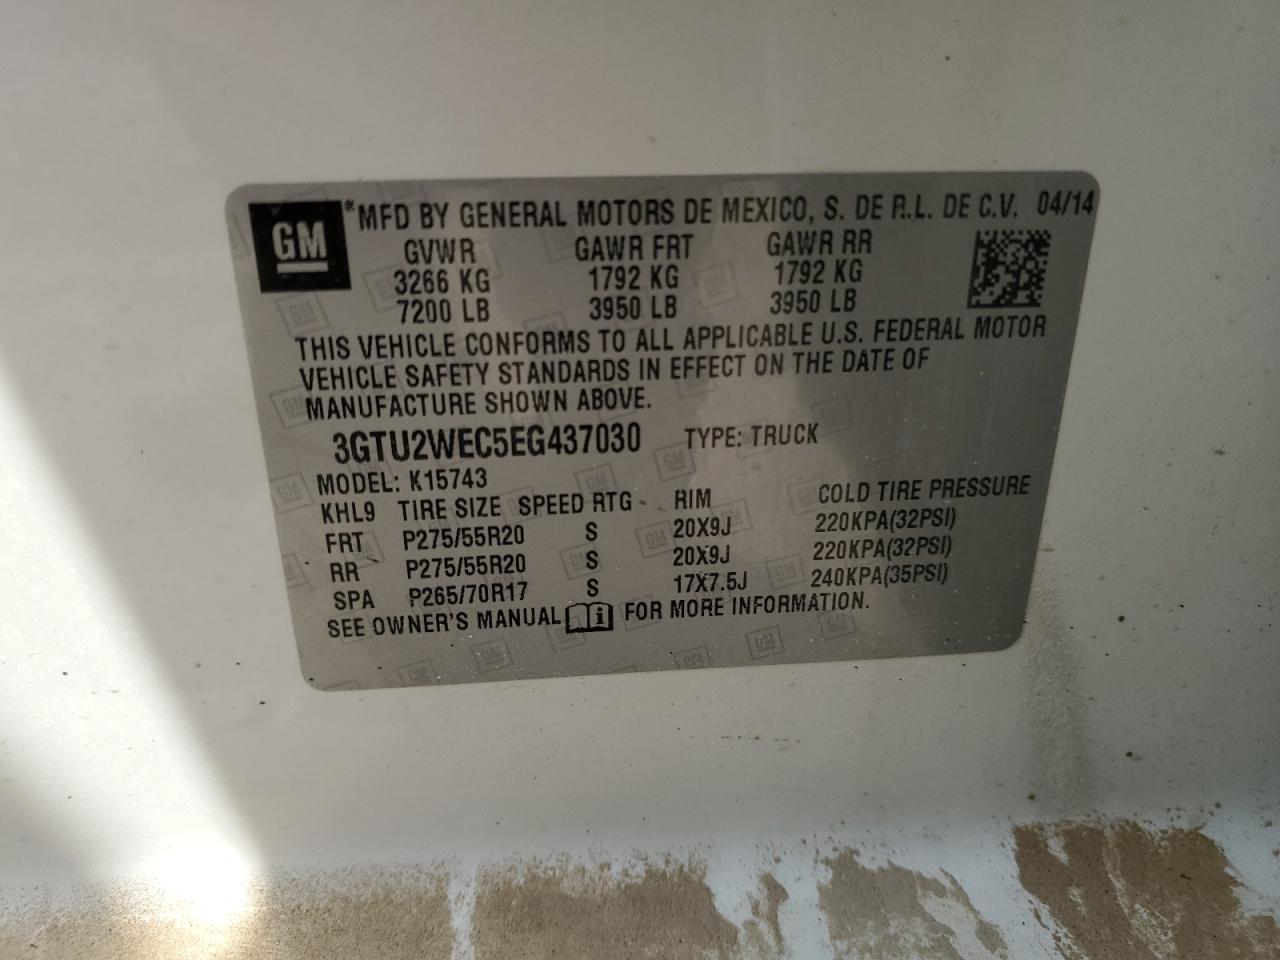 GM ® MFD BY GENERAL MOTORS DE MEXICO, S. DE R.L. DE C.V. 04/14
GVWR GAWR FRT GAWR RR
3266 KG 1792 KG 1792 KG
7200 LB 3950 LB 3950 LB
THIS VEHICLE CONFORMS TO ALL APPLICABLE U.S. FEDERAL MOTOR
VEHICLE SAFETY STANDARDS IN EFFECT ON THE DATE OF
MANUFACTURE SHOWN ABOVE.
3GTU2WEC5EG437030 TYPE: TRUCK
MODEL: K15743
KHL9 TIRE SIZE SPEED RTG RIM COLD TIRE PRESSURE
FRT P275/55R20 S 20X9J 220KPA(32PSI)
RR P275/55R20 S 20X9J 220KPA(32PSI)
SPA P265/70R17 S 17X7.5J 240KPA(35PSI)
SEE OWNER'S MANUAL i FOR MORE INFORMATION.